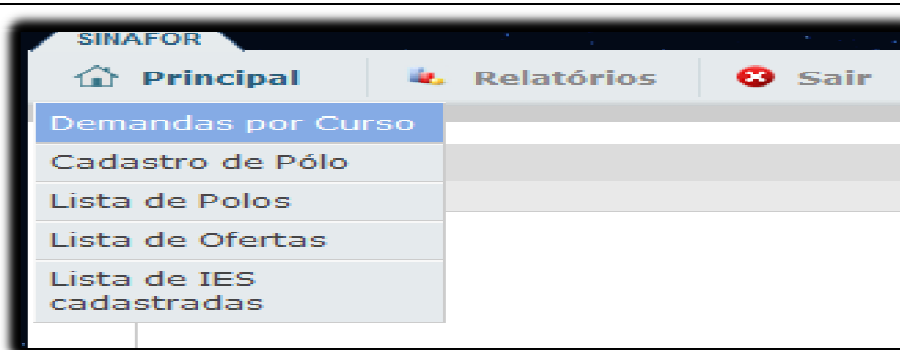 SINAFOR
Principal Relatórios Sair
Demandas por Curso
Cadastro de Pólo
Lista de Polos
Lista de Ofertas
Lista de IES
cadastradas